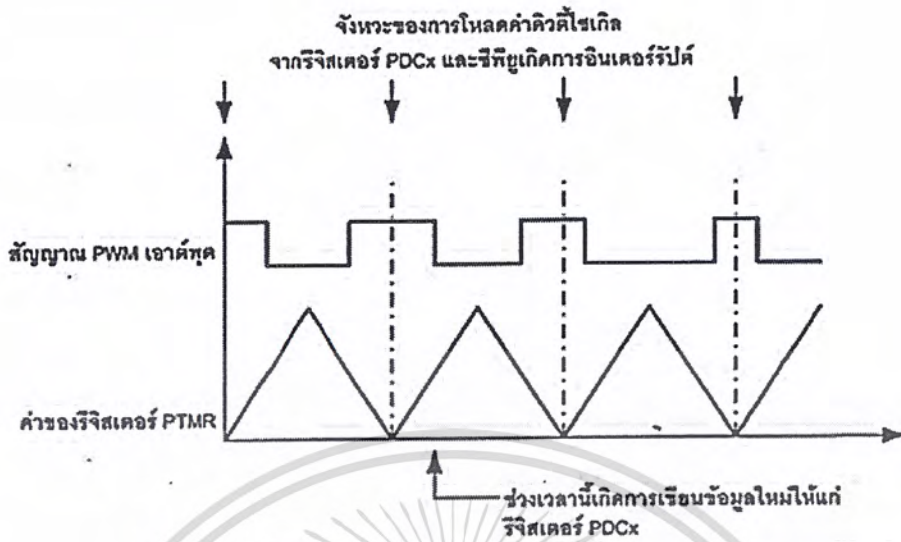 จังหวะของการโหลดค่าดิวตี้ไซเกิล
จากรีจิสเตอร์ PDCx และซีพียูเกิดการอินเตอร์รัปต์
สัญญาณ PWM เอาต์พุต
ค่าของรีจิสเตอร์ PTMR
ช่วงเวลานี้เกิดการเขียนข้อมูลใหม่ให้แก่
รีจิสเตอร์ PDCx